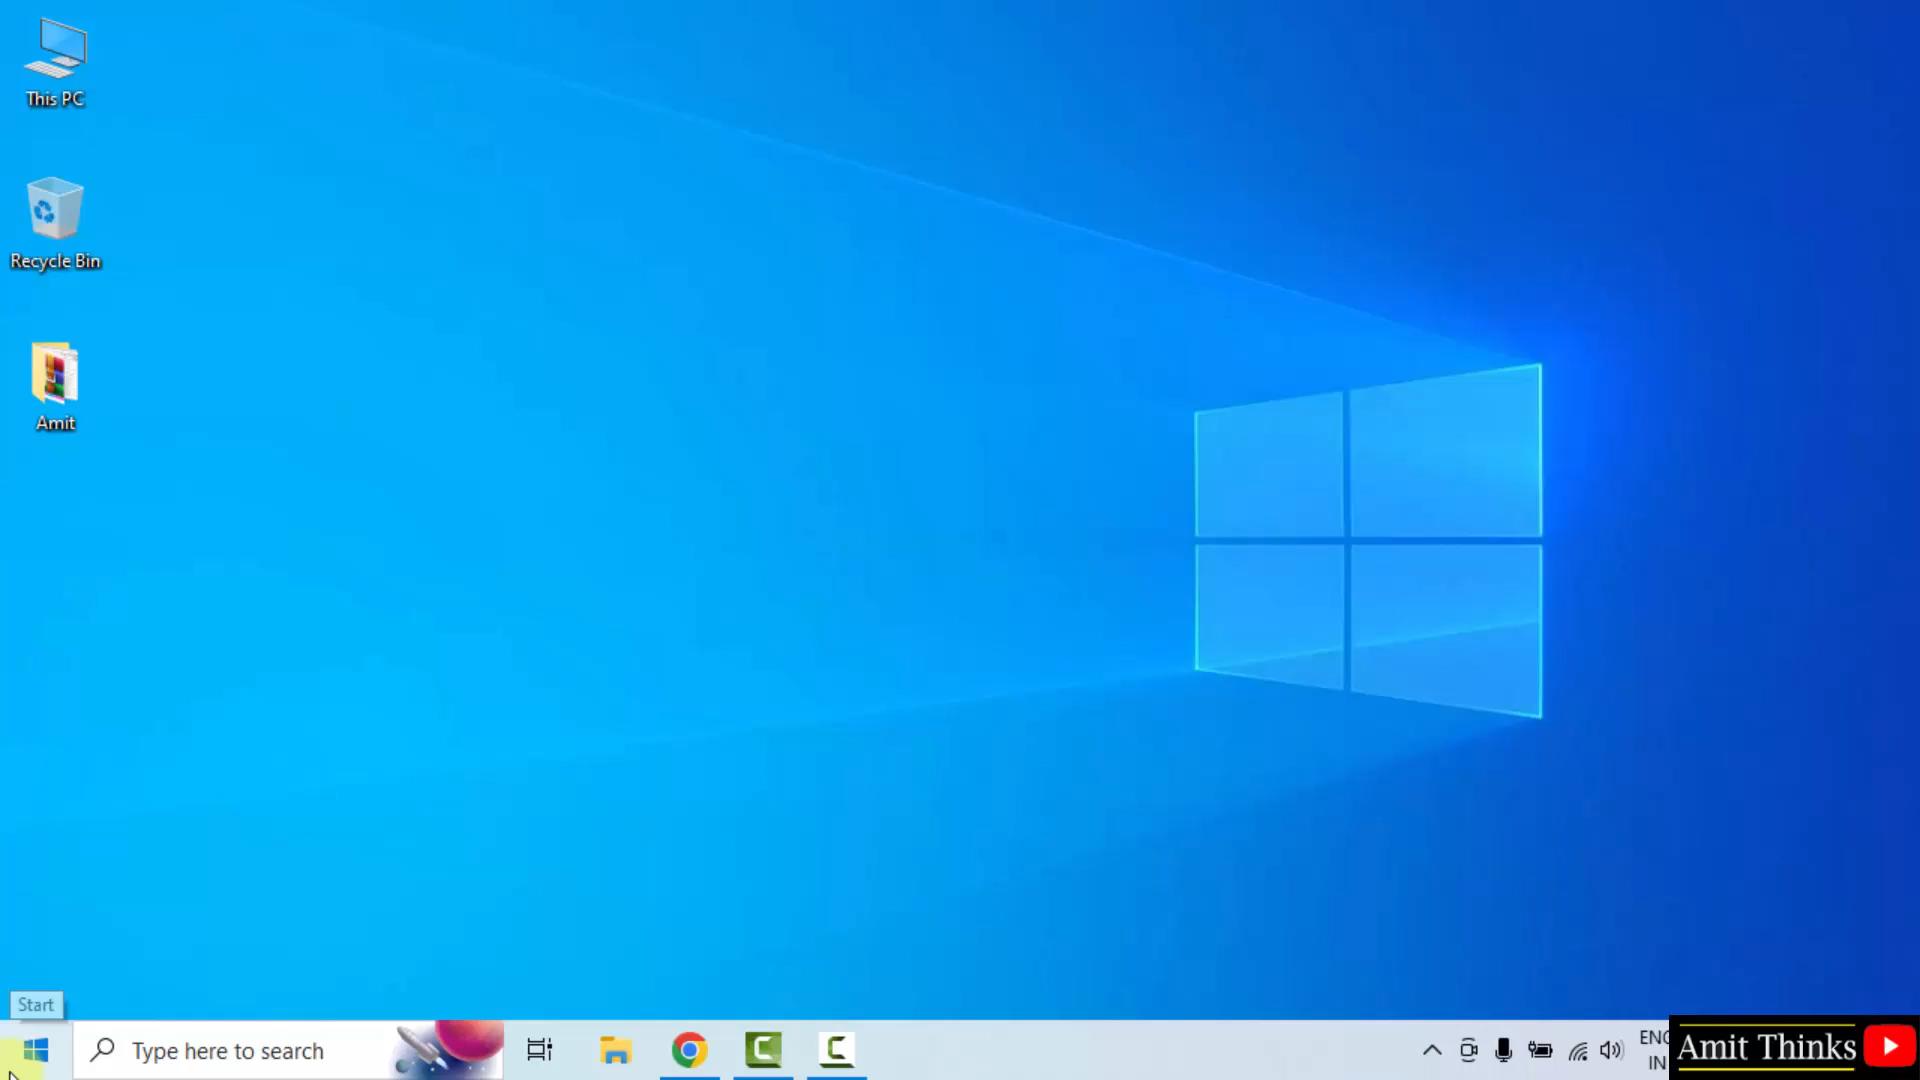 This PC
Recycle Bin
Amit
Start
Type here to search
ENG
IN
Amit Thinks